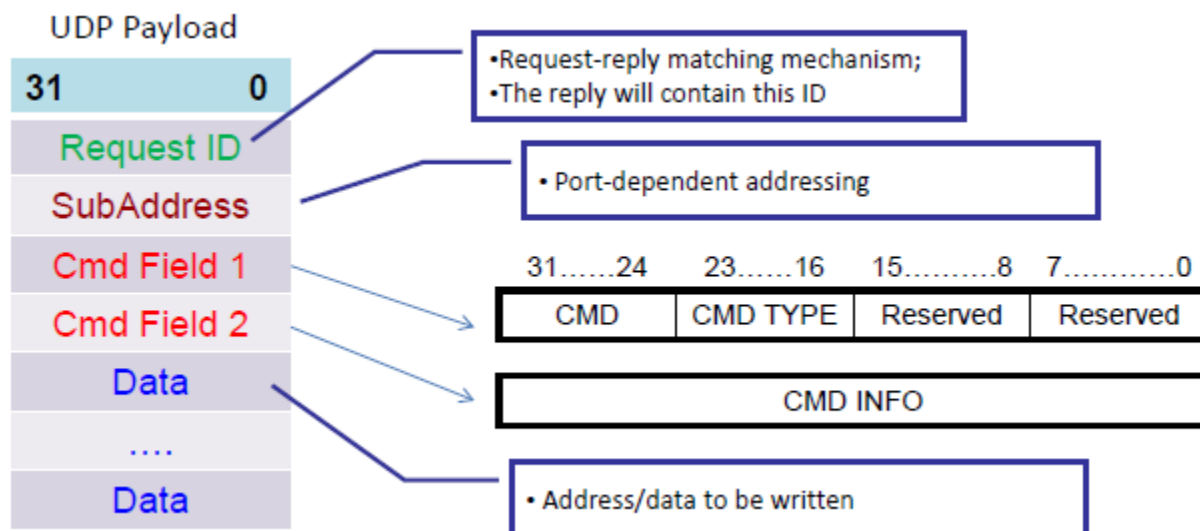 UDP Payload
31 0
Request ID
SubAddress
Cmd Field 1
Cmd Field 2
Data
....
Data
•Request-reply matching mechanism;
•The reply will contain this ID
• Port-dependent addressing
31......24 23......16 15..........8 7............0
CMD CMD TYPE Reserved Reserved
CMD INFO
• Address/data to be written